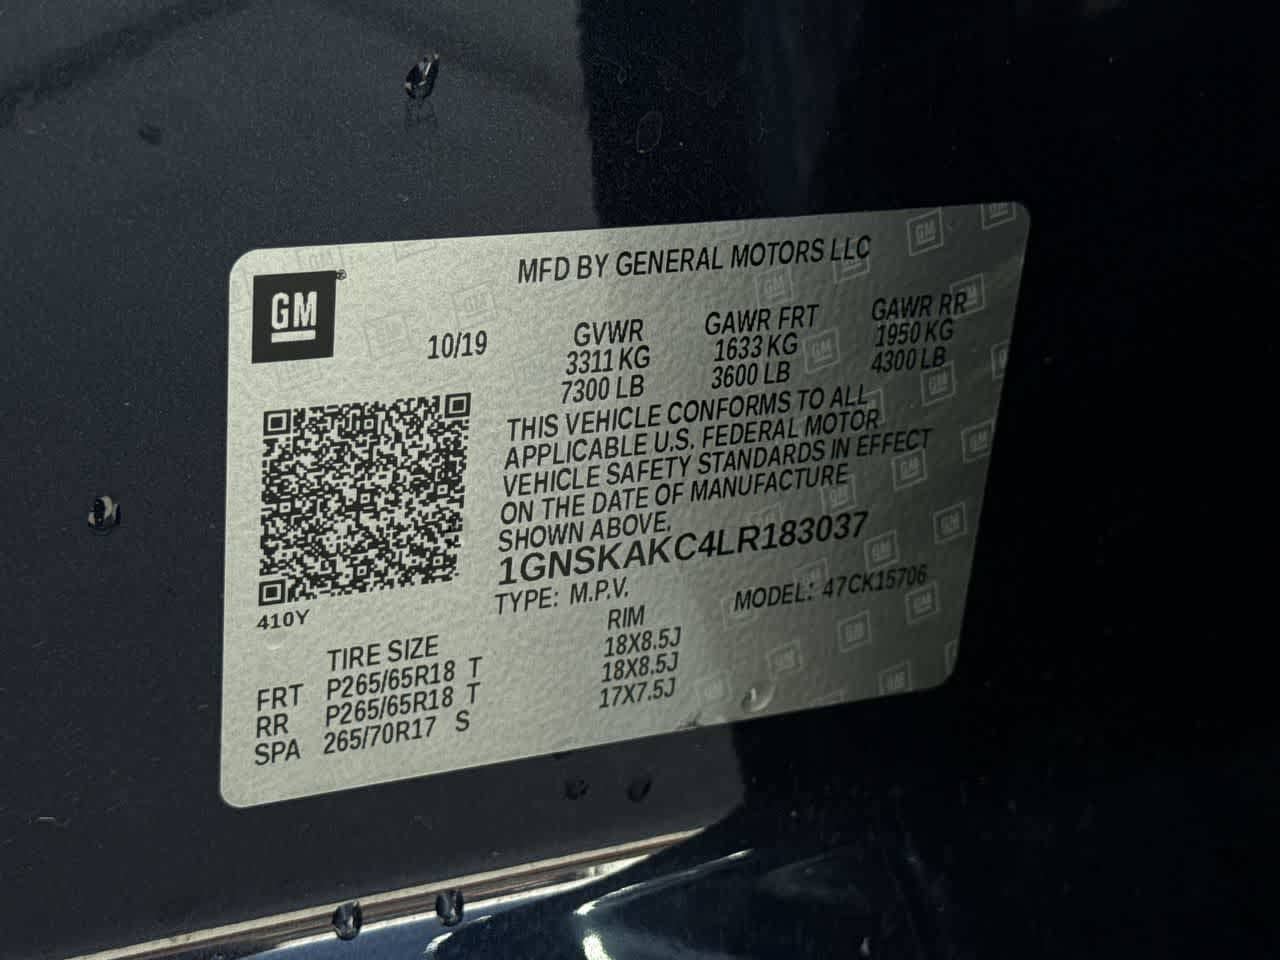 GM
MFD BY GENERAL MOTORS LLC
10/19
GVWR GAWR FRT GAWR RR
3311 KG 1633 KG 1950 KG
7300 LB 3600 LB 4300 LB
THIS VEHICLE CONFORMS TO ALL
APPLICABLE U.S. FEDERAL MOTOR
VEHICLE SAFETY STANDARDS IN EFFECT
ON THE DATE OF MANUFACTURE
SHOWN ABOVE.
1GNSKAKC4LR183037
TYPE: M.P.V. MODEL: 47CK15706
410Y
TIRE SIZE RIM
FRT P265/65R18 T 18X8.5J
RR P265/65R18 T 18X8.5J
SPA 265/70R17 S 17X7.5J